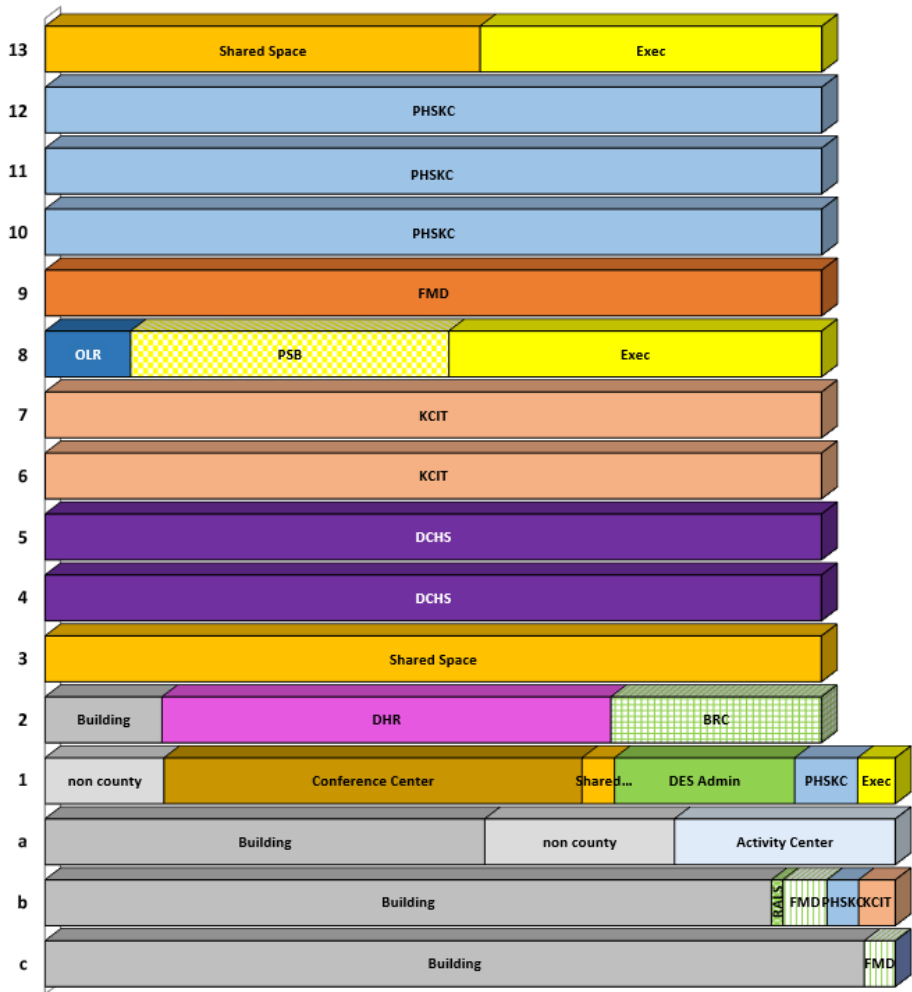 13 Shared Space Exec
12 PHSKC
11 PHSKC
10 PHSKC
9 FMD
8 OLR PSB Exec
7 KCIT
6 KCIT
5 DCHS
4 DCHS
3 Shared Space
2 Building DHR BRC
1 non county Conference Center Shared... DES Admin PHSKC Exec
a Building non county Activity Center
b Building RALS FMD PHSKC KCIT
c Building FMD